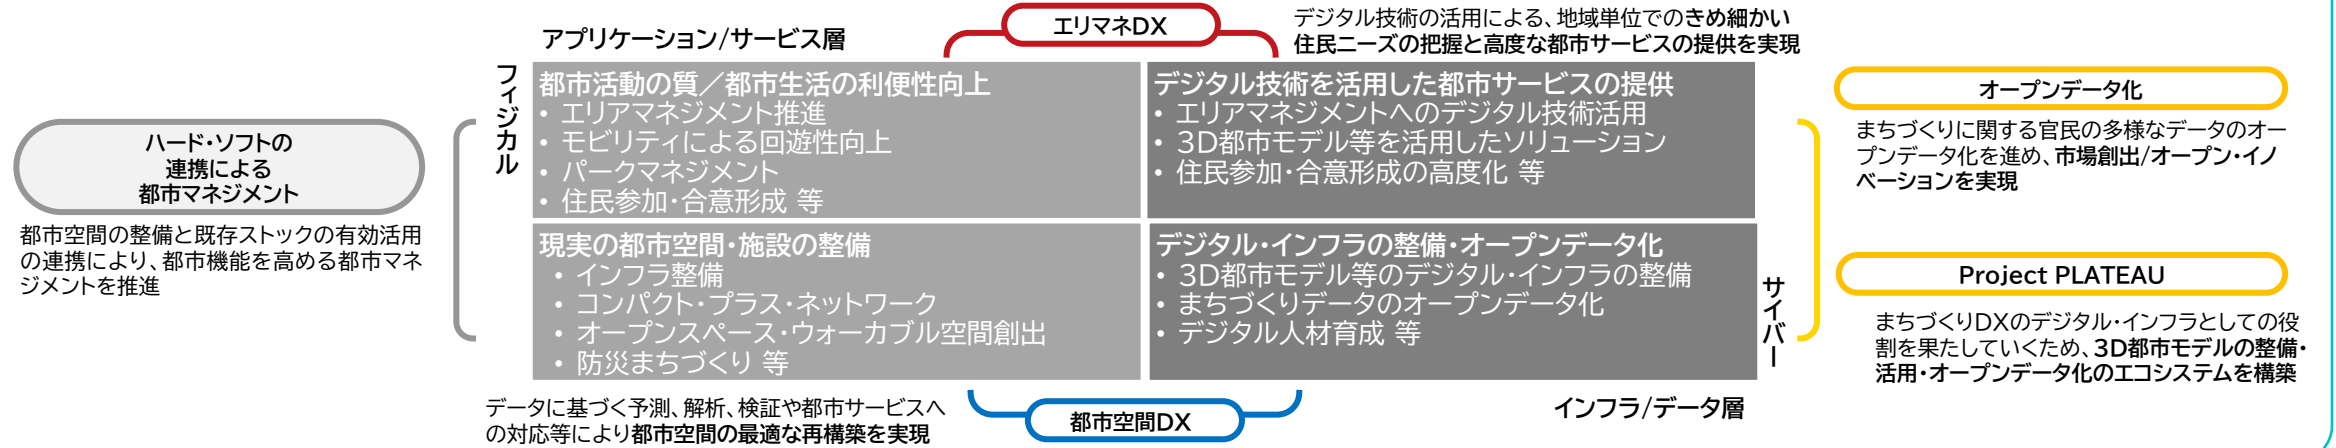 エリマネDX
デジタル技術の活用による、地域単位でのきめ細かい
住民ニーズの把握と高度な都市サービスの提供を実現
アプリケーション/サービス層
フィジカル
都市活動の質／都市生活の利便性向上
• エリアマネジメント推進
• モビリティによる回遊性向上
• パークマネジメント
• 住民参加・合意形成 等
デジタル技術を活用した都市サービスの提供
• エリアマネジメントへのデジタル技術活用
• 3D都市モデル等を活用したソリューション
• 住民参加・合意形成の高度化 等
ハード・ソフトの
連携による
都市マネジメント
都市空間の整備と既存ストックの有効活用
の連携により、都市機能を高める都市マネ
ジメントを推進
オープンデータ化
まちづくりに関する官民の多様なデータのオー
プンデータ化を進め、市場創出/オープン・イノ
ベーションを実現
現実の都市空間・施設の整備
• インフラ整備
• コンパクト・プラス・ネットワーク
• オープンスペース・ウォーカブル空間創出
• 防災まちづくり 等
デジタル・インフラの整備・オープンデータ化
• 3D都市モデル等のデジタル・インフラの整備
• まちづくりデータのオープンデータ化
• デジタル人材育成 等
サイバー
Project PLATEAU
まちづくりDXのデジタル・インフラとしての役
割を果たしていくため、3D都市モデルの整備・
活用・オープンデータ化のエコシステムを構築
データに基づく予測、解析、検証や都市サービスへ
の対応等により都市空間の最適な再構築を実現
都市空間DX
インフラ/データ層